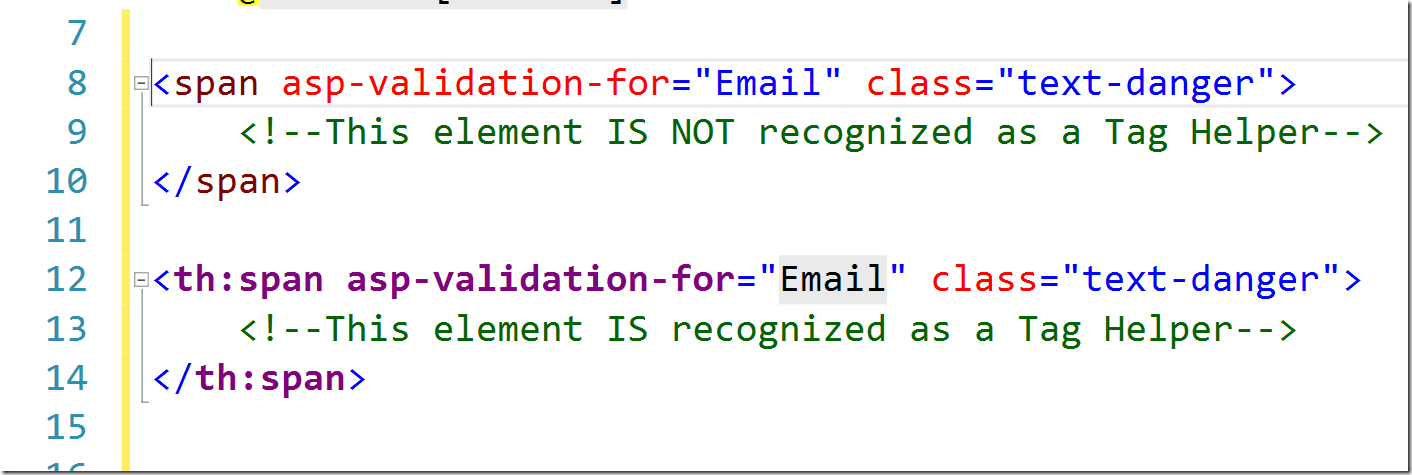 7
8 <span asp-validation-for="Email" class="text-danger">
9 <!--This element IS NOT recognized as a Tag Helper-->
10 </span>
11
12 <th:span asp-validation-for="Email" class="text-danger">
13 <!--This element IS recognized as a Tag Helper-->
14 </th:span>
15